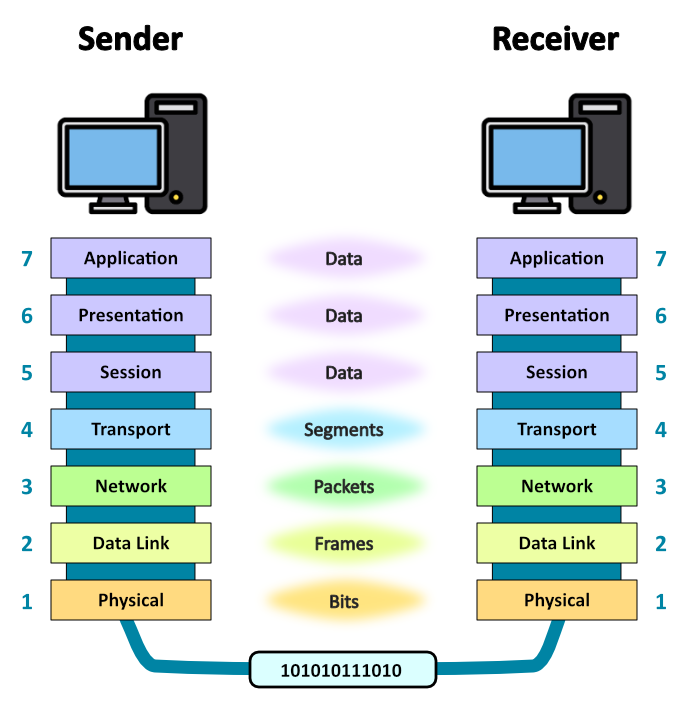 Sender Receiver
7 Application Data Application 7
6 Presentation Data Presentation 6
5 Session Data Session 5
4 Transport Segments Transport 4
3 Network Packets Network 3
2 Data Link Frames Data Link 2
1 Physical Bits Physical 1
101010111010